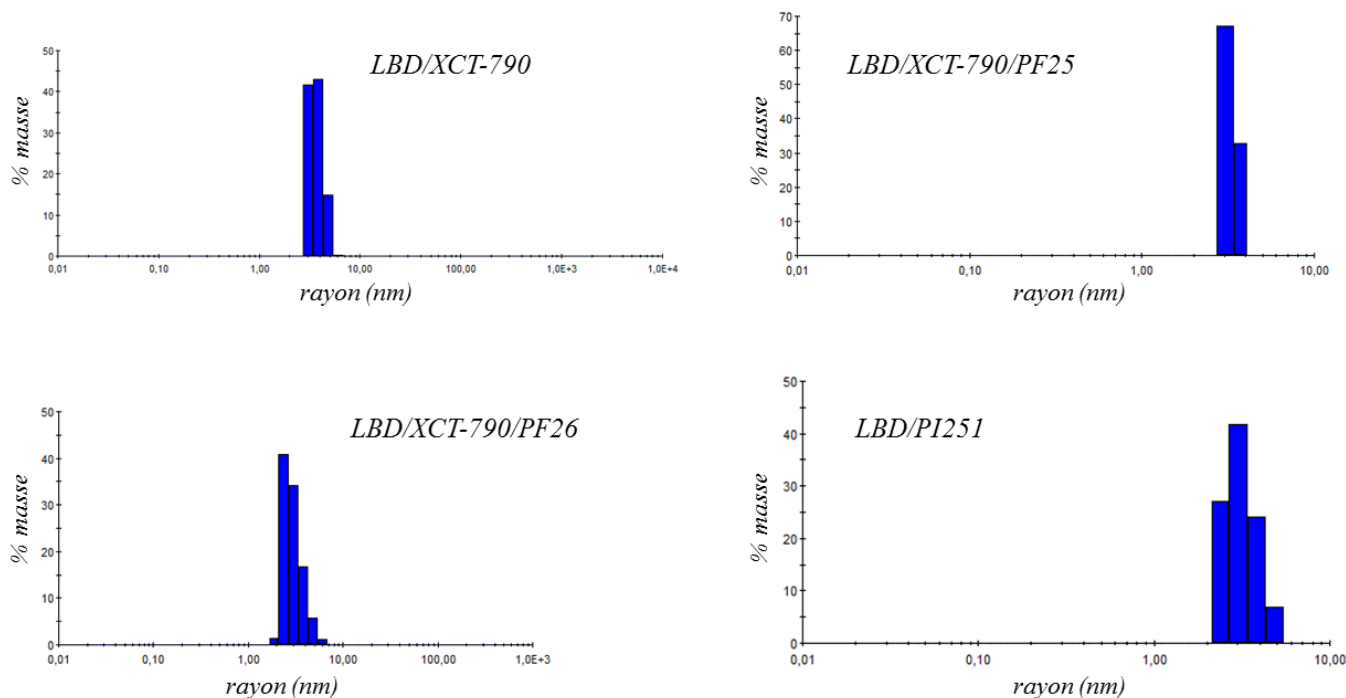 LBD/XCT-790
% masse
50
40
30
20
10
0
0,01 0,10 1,00 10,00 100,00 1,0E+3 1,0E+4
rayon (nm)
LBD/XCT-790/PF25
% masse
70
60
50
40
30
20
10
0
0,01 0,10 1,00 10,00
rayon (nm)
LBD/XCT-790/PF26
% masse
50
40
30
20
10
0
0,01 0,10 1,00 10,00 100,00 1,0E+3
rayon (nm)
LBD/PI251
% masse
50
40
30
20
10
0
0,01 0,10 1,00 10,00
rayon (nm)